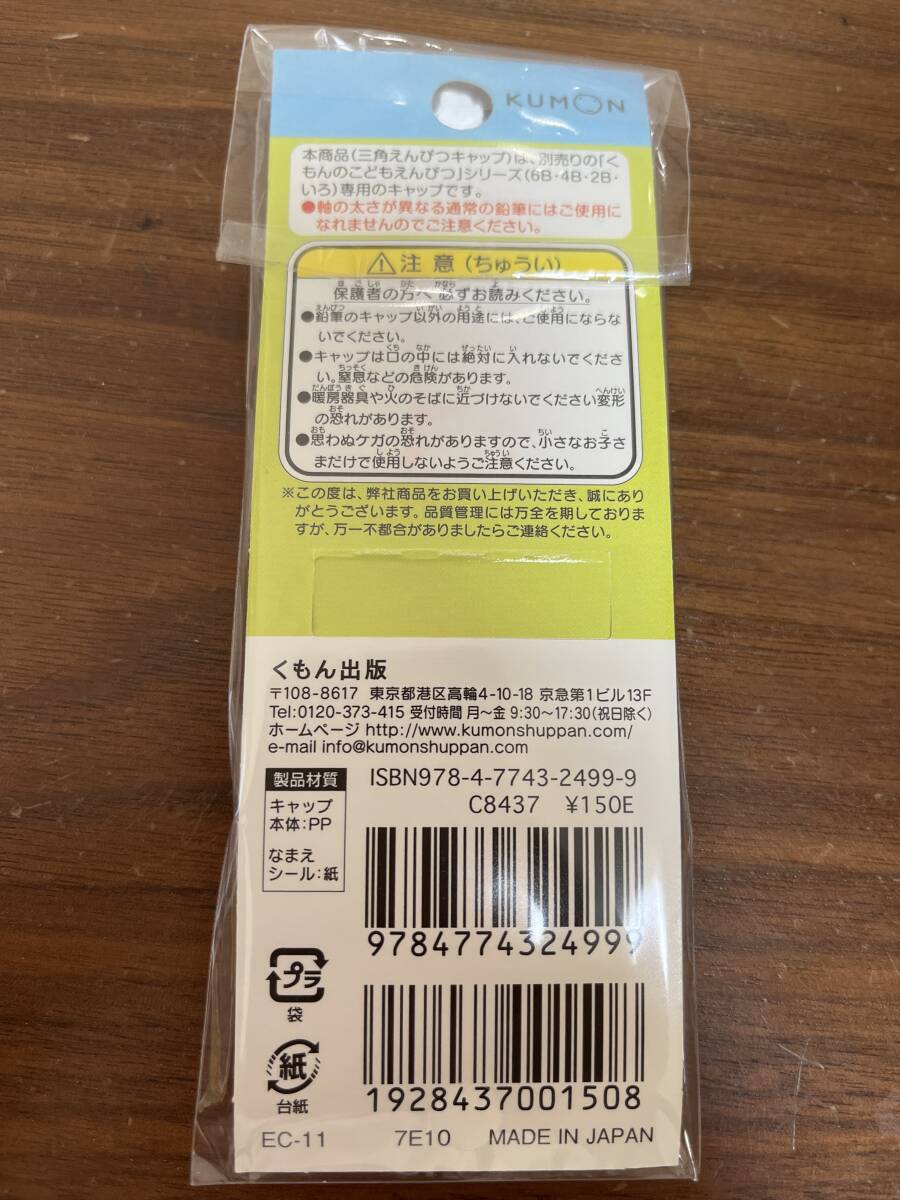 KUMON
本商品(三角えんぴつキャップ)は、別売りの「く
もんのこどもえんぴつ」シリーズ(6B・4B・2B・
いろ)専用のキャップです。
●軸の太さが異なる通常の鉛筆にはご使用に
なれませんのでご注意ください。
注意(ちゅうい)
保護者の方へ 必ずお読みください。
●鉛筆のキャップ以外の用途には、ご使用にならな
いでください。
●キャップは口の中には絶対に入れないでくださ
い。窒息などの危険があります。
●暖房器具や火のそばに近づけないでください変形
の恐れがあります。
●思わぬケガの恐れがありますので、小さなお子さ
まだけで使用しないようご注意ください。
※この度は、弊社商品をお買い上げいただき、誠にあり
がとうございます。品質管理には万全を期しておりま
すが、万一不都合がありましたらご連絡ください。
くもん出版
〒108-8617 東京都港区高輪4-10-18 京急第1ビル13F
Tel:0120-373-415 受付時間 月〜金 9:30〜17:30(祝日除く)
ホームページ http://www.kumonshuppan.com/
e-mail info@kumonshuppan.com
製品材質
キャップ
本体:PP
なまえ
シール:紙
ISBN978-4-7743-2499-9
C8437 ¥150E
9784774324999
1928437001508
プラ
袋
紙
台紙
EC-11 7E10 MADE IN JAPAN